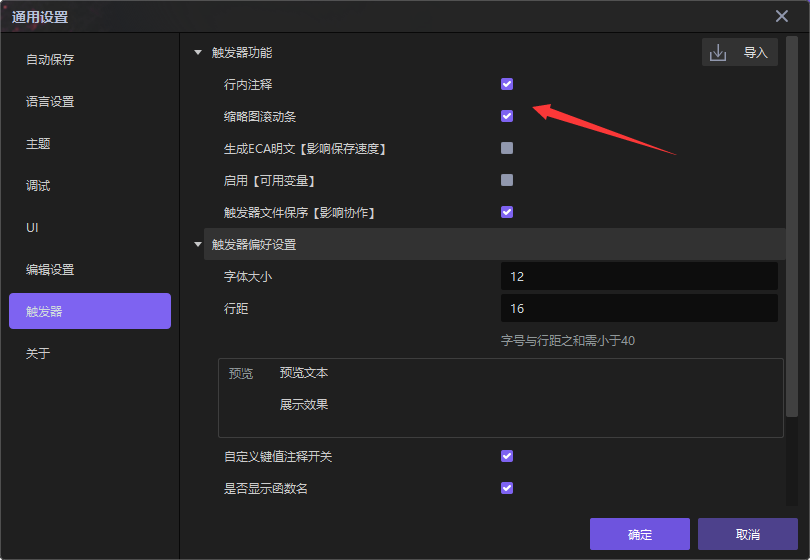 通用设置
自动保存
语言设置
主题
调试
UI
编辑设置
触发器
关于
触发器功能
导入
行内注释
缩略图滚动条
生成ECA明文【影响保存速度】
启用【可用变量】
触发器文件保序【影响协作】
触发器偏好设置
字体大小 12
行距 16
字号与行距之和需小于40
预览 预览文本
展示效果
自定义键值注释开关
是否显示函数名
确定 取消